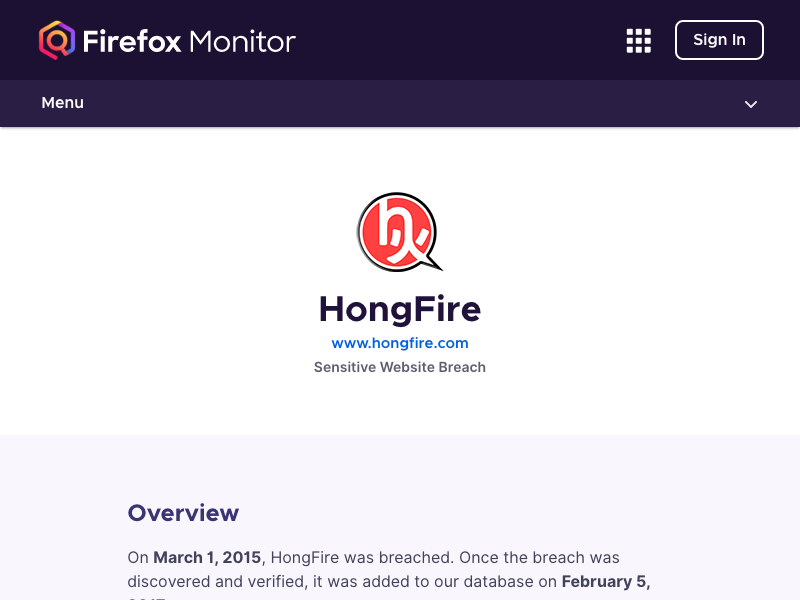 Firefox Monitor
Sign In
Menu
HongFire
www.hongfire.com
Sensitive Website Breach
Overview
On March 1, 2015, HongFire was breached. Once the breach was
discovered and verified, it was added to our database on February 5,